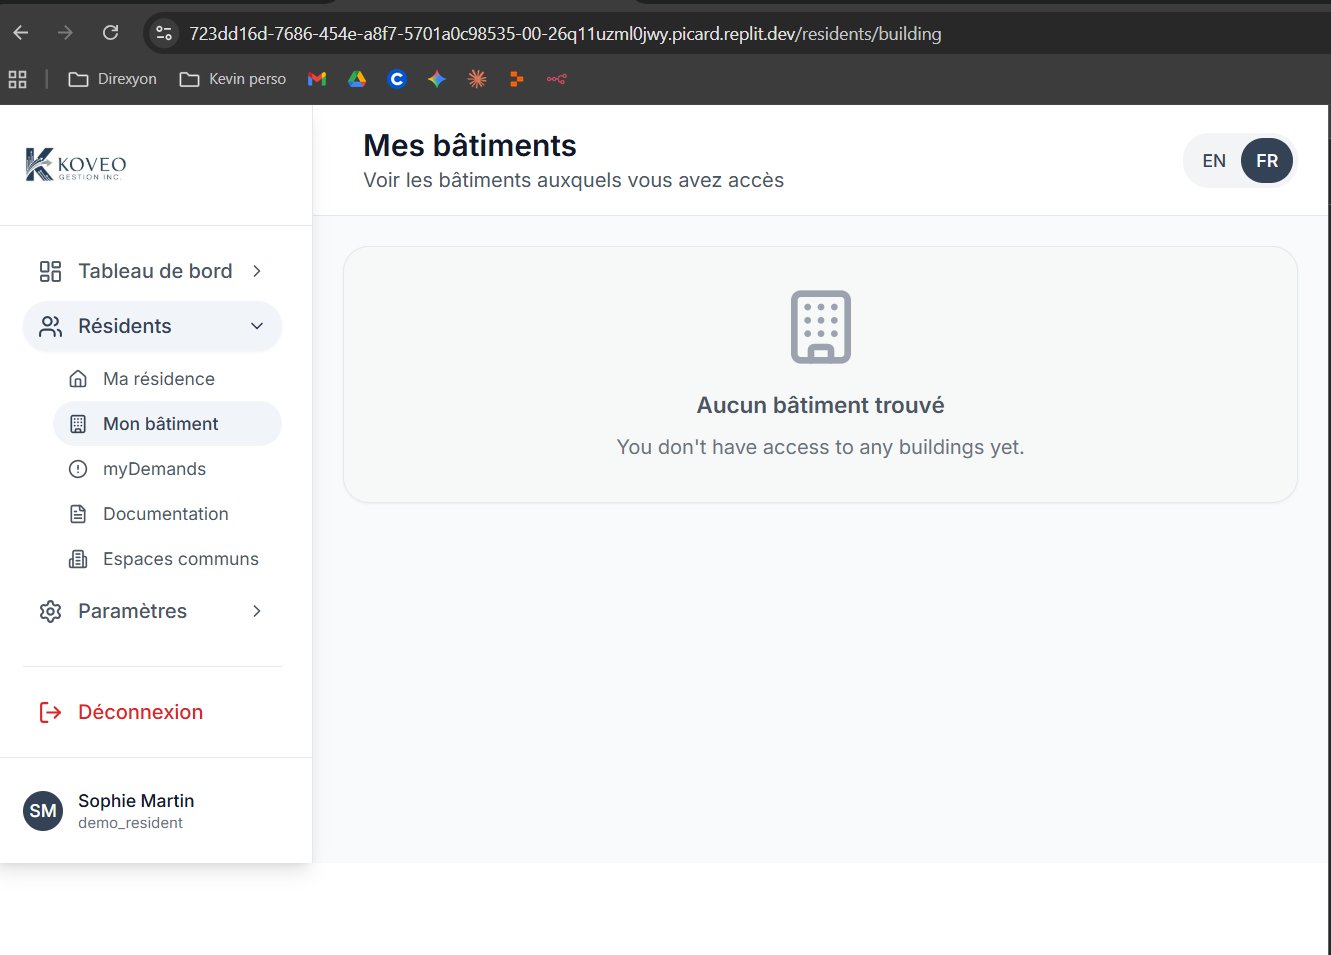 723dd16d-7686-454e-a8f7-5701a0c98535-00-26q11uzml0jwy.picard.replit.dev/residents/building
Direxyon
Kevin perso
KOVEO
GESTION INC.
Mes bâtiments
Voir les bâtiments auxquels vous avez accès
EN
FR
Tableau de bord
Résidents
Ma résidence
Mon bâtiment
myDemands
Documentation
Espaces communs
Paramètres
Déconnexion
SM
Sophie Martin
demo_resident
Aucun bâtiment trouvé
You don't have access to any buildings yet.